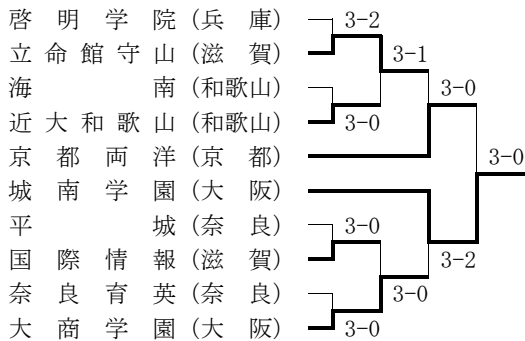 啓明学院(兵庫)
3-2
立命館守山(滋賀)
3-1
海南(和歌山)
3-0
近大和歌山(和歌山)
3-0
京都両洋(京都)
3-0
城南学園(大阪)
平城(奈良)
3-0
国際情報(滋賀)
3-2
奈良育英(奈良)
3-0
大商学園(大阪)
3-0